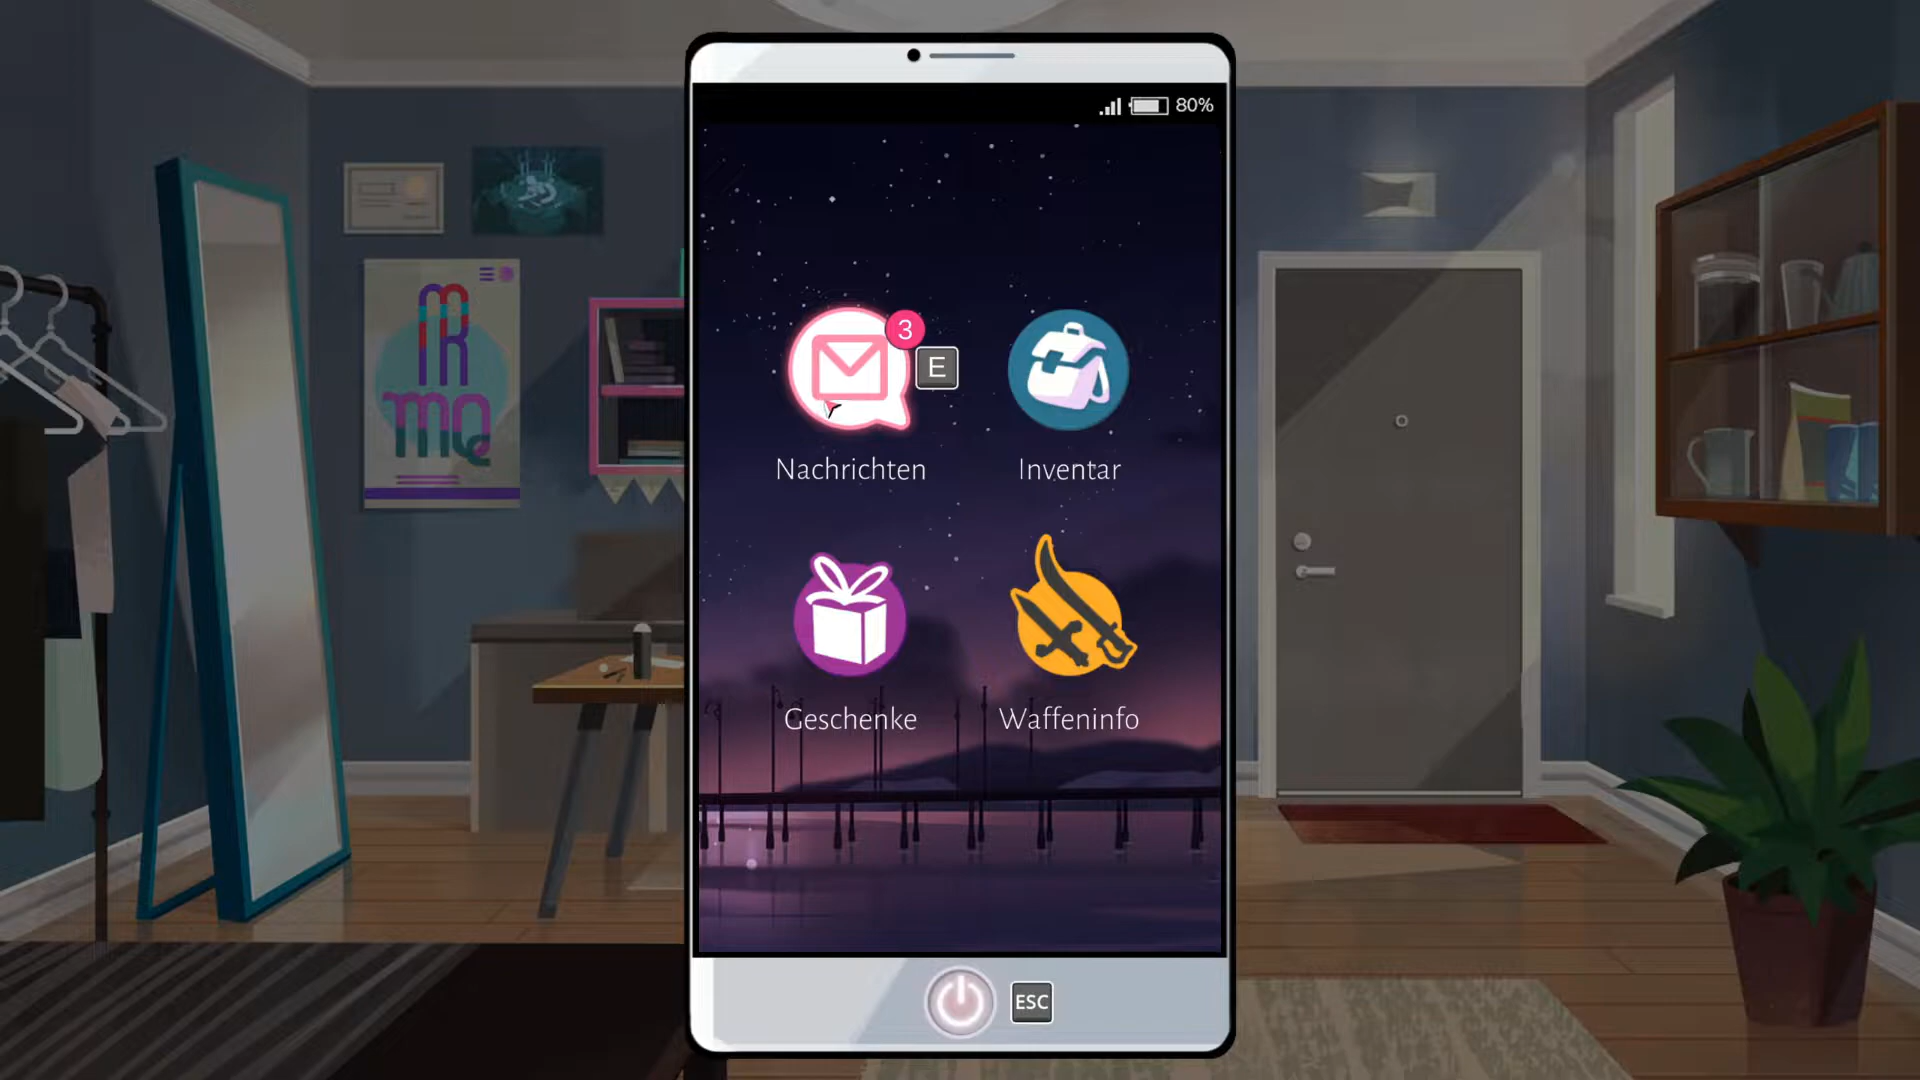 80%
3
E
Nachrichten
Inventar
Geschenke
Waffeninfo
ESC